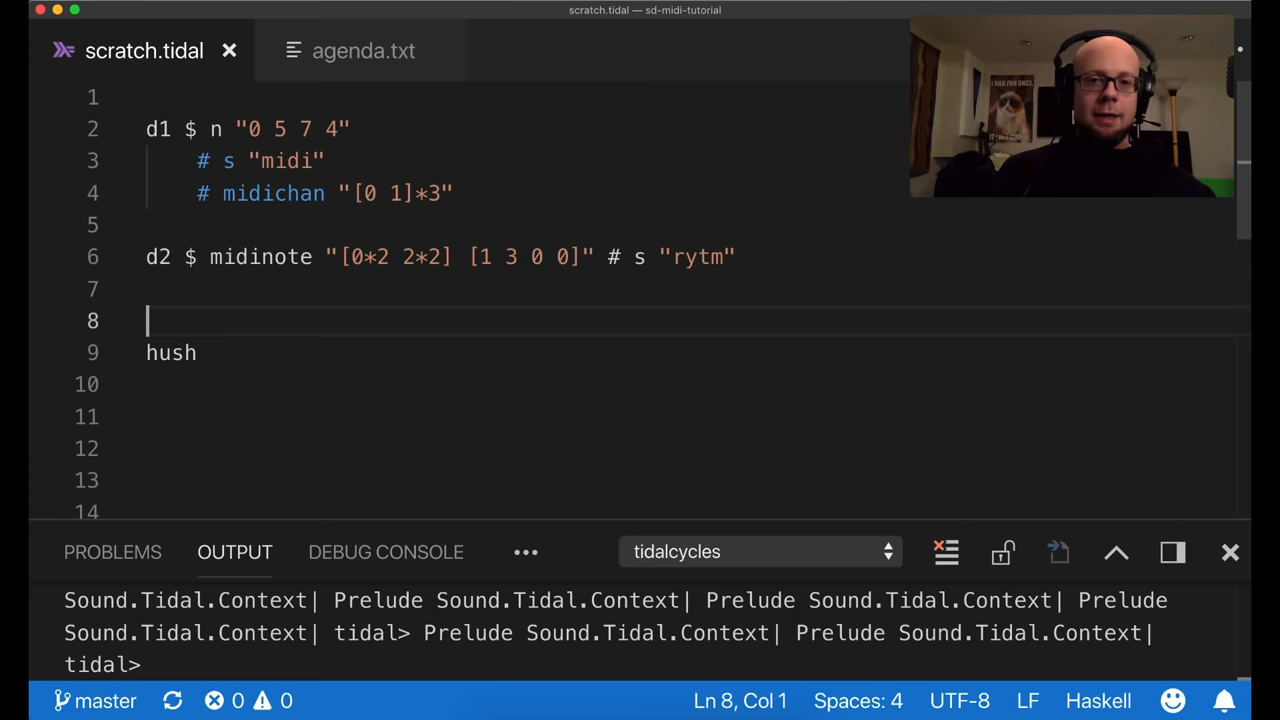 scratch.tidal — sd-midi-tutorial
scratch.tidal
agenda.txt
I HAD FUN ONCE.
1
2 d1 $ n "0 5 7 4"
3 # s "midi"
4 # midichan "[0 1]*3"
5
6 d2 $ midinote "[0*2 2*2] [1 3 0 0]" # s "rytm"
7
8
9 hush
10
11
12
13
14
PROBLEMS OUTPUT DEBUG CONSOLE ••• tidalcycles
Sound.Tidal.Context| Prelude Sound.Tidal.Context| Prelude Sound.Tidal.Context| Prelude
Sound.Tidal.Context| tidal> Prelude Sound.Tidal.Context| Prelude Sound.Tidal.Context|
tidal>
master 0 0 Ln 8, Col 1 Spaces: 4 UTF-8 LF Haskell